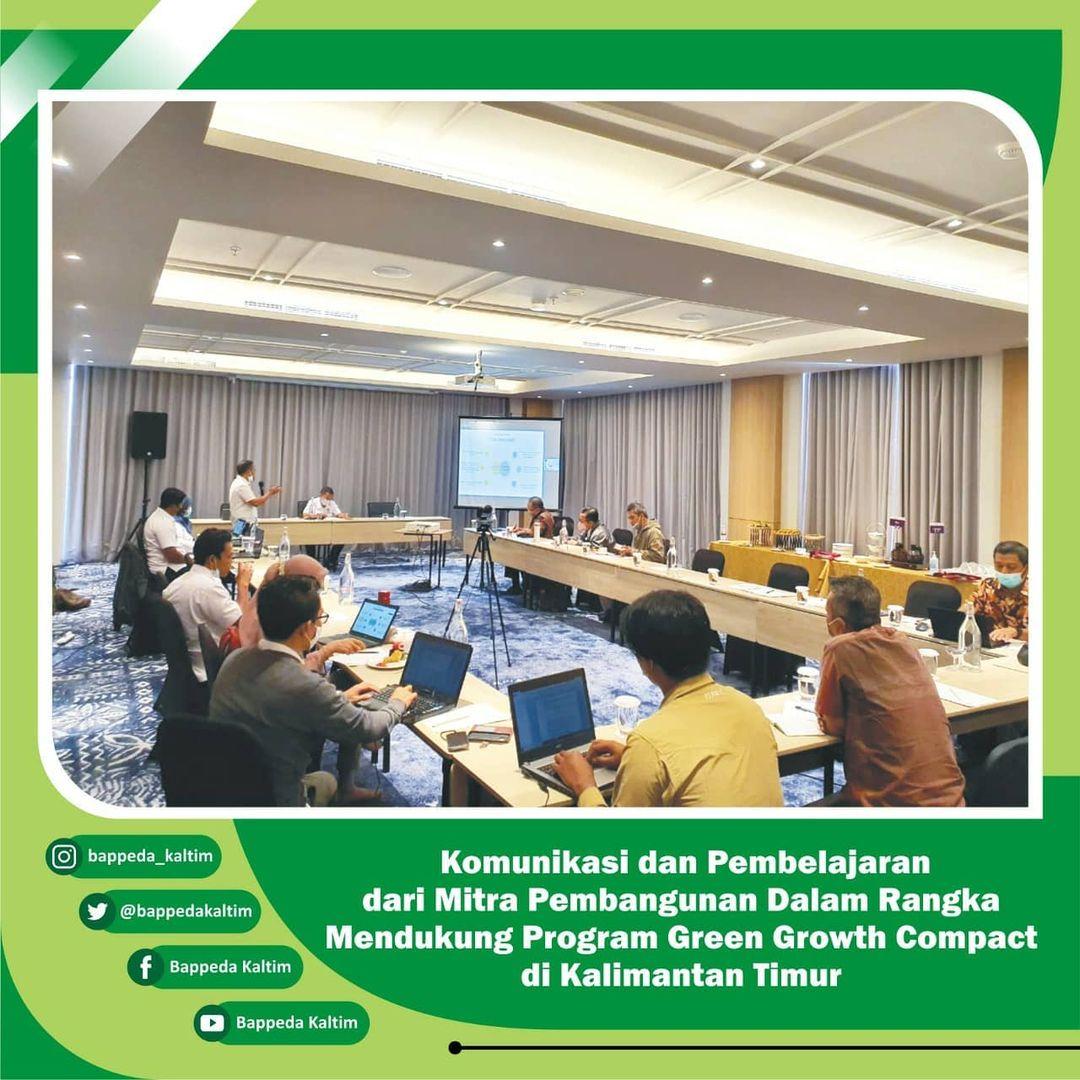 bappeda_kaltim
@bappedakaltim
Bappeda Kaltim
Bappeda Kaltim
Komunikasi dan Pembelajaran
dari Mitra Pembangunan Dalam Rangka
Mendukung Program Green Growth Compact
di Kalimantan Timur